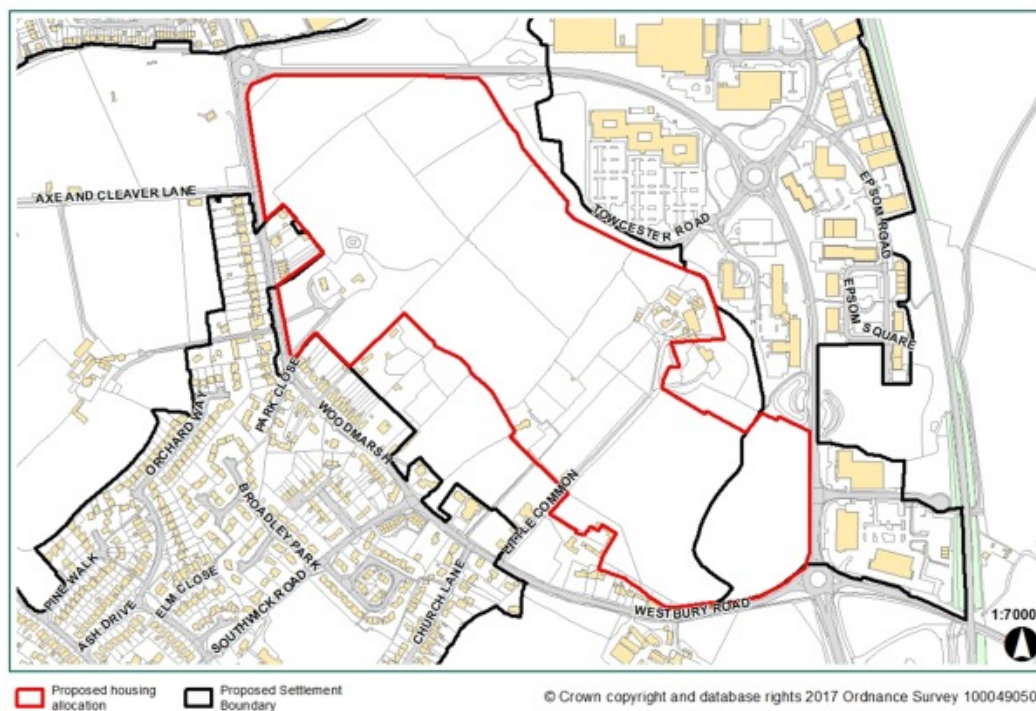 AXE AND CLEAVER LANE
TOWCESTER ROAD
EPSOM ROAD
EPSOM SQUARE
ORCHARD WAY
PARK CLOSE
WOODMARSH
BROADLEY PARK
LITTLE COMMON
PINE WALK
ASH DRIVE
ELM CLOSE
SOUTHWICK ROAD
CHURCH LANE
WESTBURY ROAD
1:7000
Proposed housing
allocation
Proposed Settlement
Boundary
© Crown copyright and database rights 2017 Ordnance Survey 100049050